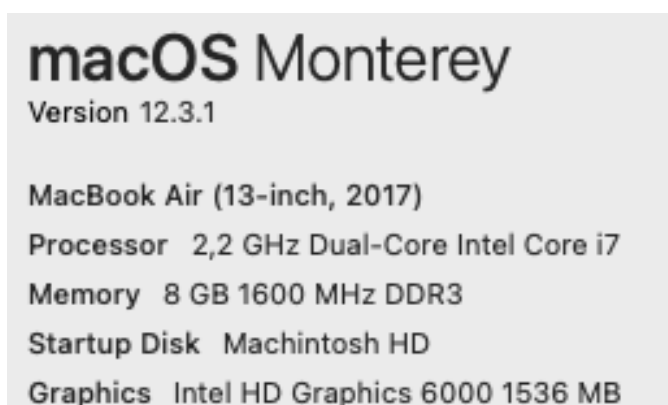 macOS Monterey
Version 12.3.1
MacBook Air (13-inch, 2017)
Processor 2,2 GHz Dual-Core Intel Core i7
Memory 8 GB 1600 MHz DDR3
Startup Disk Machintosh HD
Graphics Intel HD Graphics 6000 1536 MB